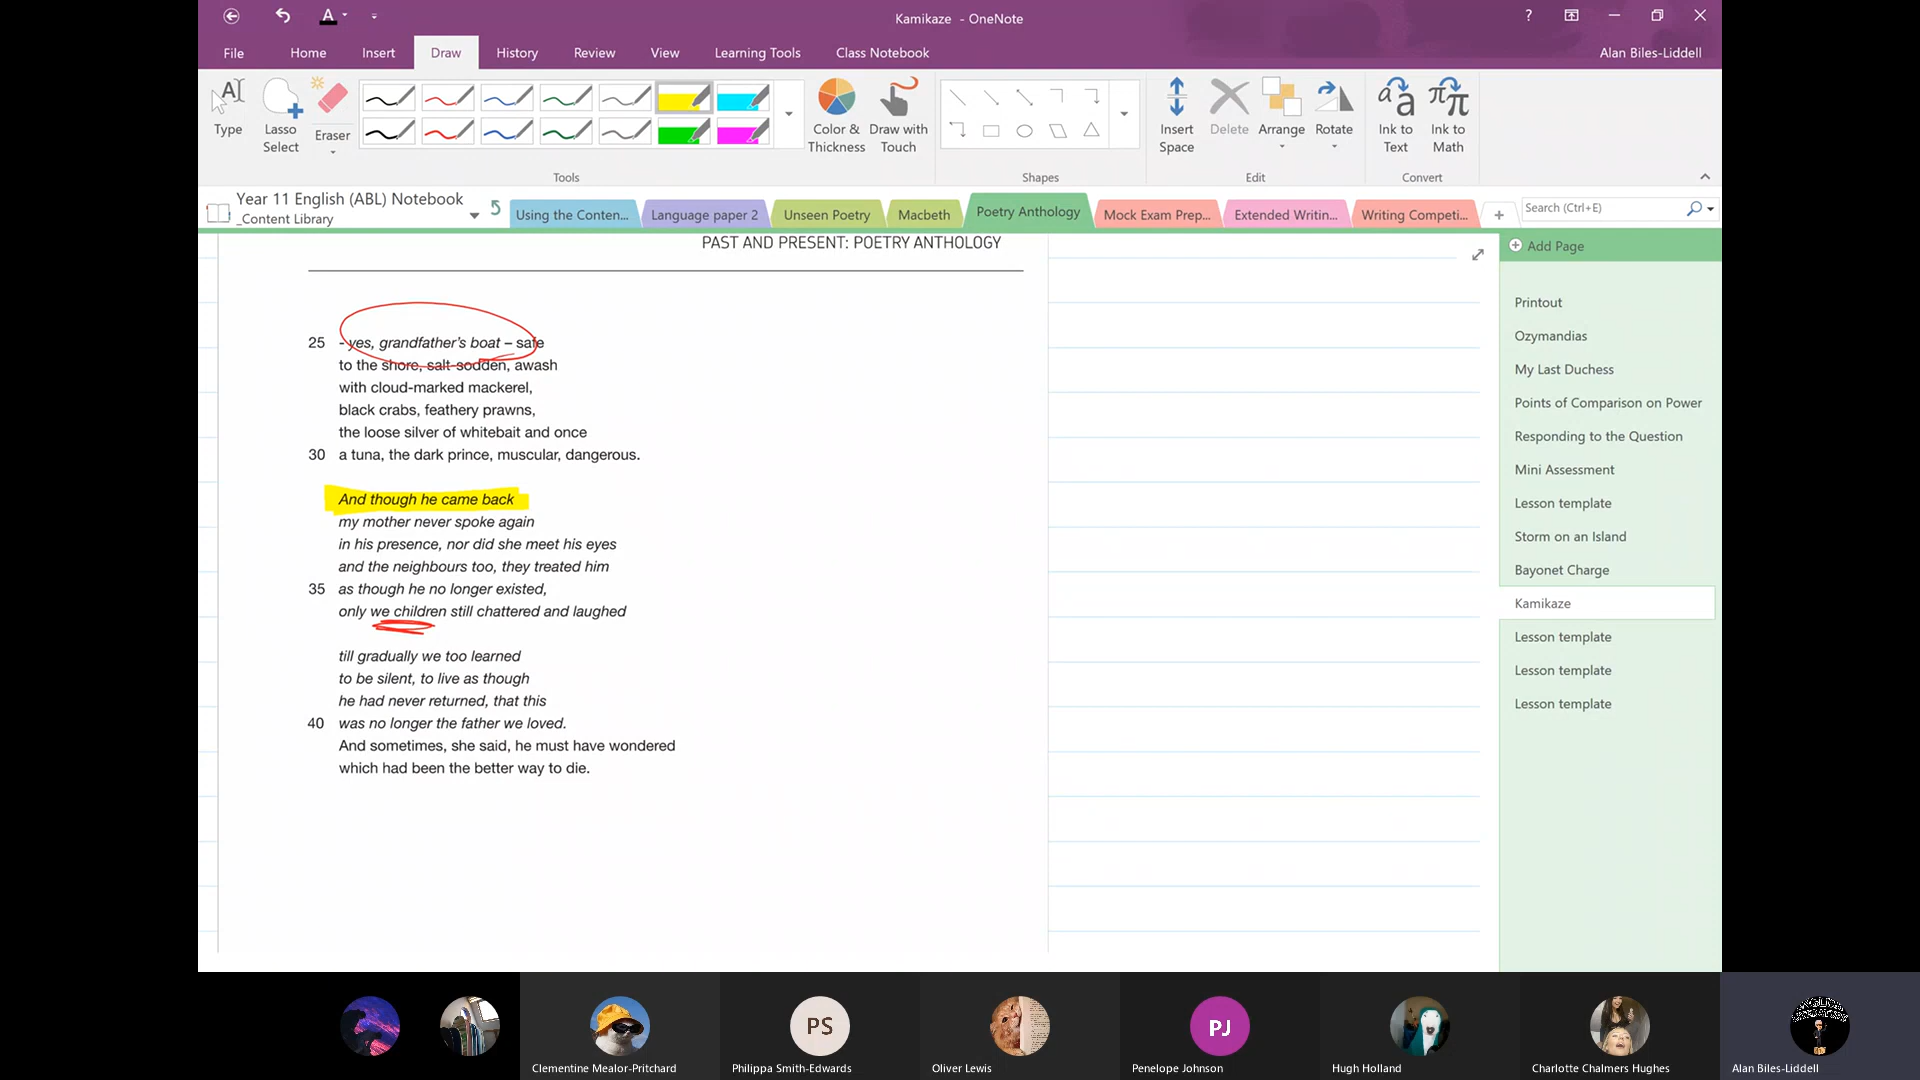 Kamikaze - OneNote
?
File
Home
Insert
Draw
History
Review
View
Learning Tools
Class Notebook
Alan Biles-Liddell
Type
Lasso Select
Eraser
Color & Thickness
Draw with Touch
Insert Space
Delete
Arrange
Rotate
Ink to Text
Ink to Math
Tools
Shapes
Edit
Convert
Year 11 English (ABL) Notebook
_Content Library
Using the Conten...
Language paper 2
Unseen Poetry
Macbeth
Poetry Anthology
Mock Exam Prep...
Extended Writin...
Writing Competi...
Search (Ctrl+E)
PAST AND PRESENT: POETRY ANTHOLOGY
25 - yes, grandfather's boat – safe
to the shore, salt-sodden, awash
with cloud-marked mackerel,
black crabs, feathery prawns,
the loose silver of whitebait and once
30 a tuna, the dark prince, muscular, dangerous.
And though he came back
my mother never spoke again
in his presence, nor did she meet his eyes
and the neighbours too, they treated him
35 as though he no longer existed,
only we children still chattered and laughed
till gradually we too learned
to be silent, to live as though
he had never returned, that this
40 was no longer the father we loved.
And sometimes, she said, he must have wondered
which had been the better way to die.
Add Page
Printout
Ozymandias
My Last Duchess
Points of Comparison on Power
Responding to the Question
Mini Assessment
Lesson template
Storm on an Island
Bayonet Charge
Kamikaze
Lesson template
Lesson template
Lesson template
PS
PJ
Clementine Mealor-Pritchard
Philippa Smith-Edwards
Oliver Lewis
Penelope Johnson
Hugh Holland
Charlotte Chalmers Hughes
Alan Biles-Liddell